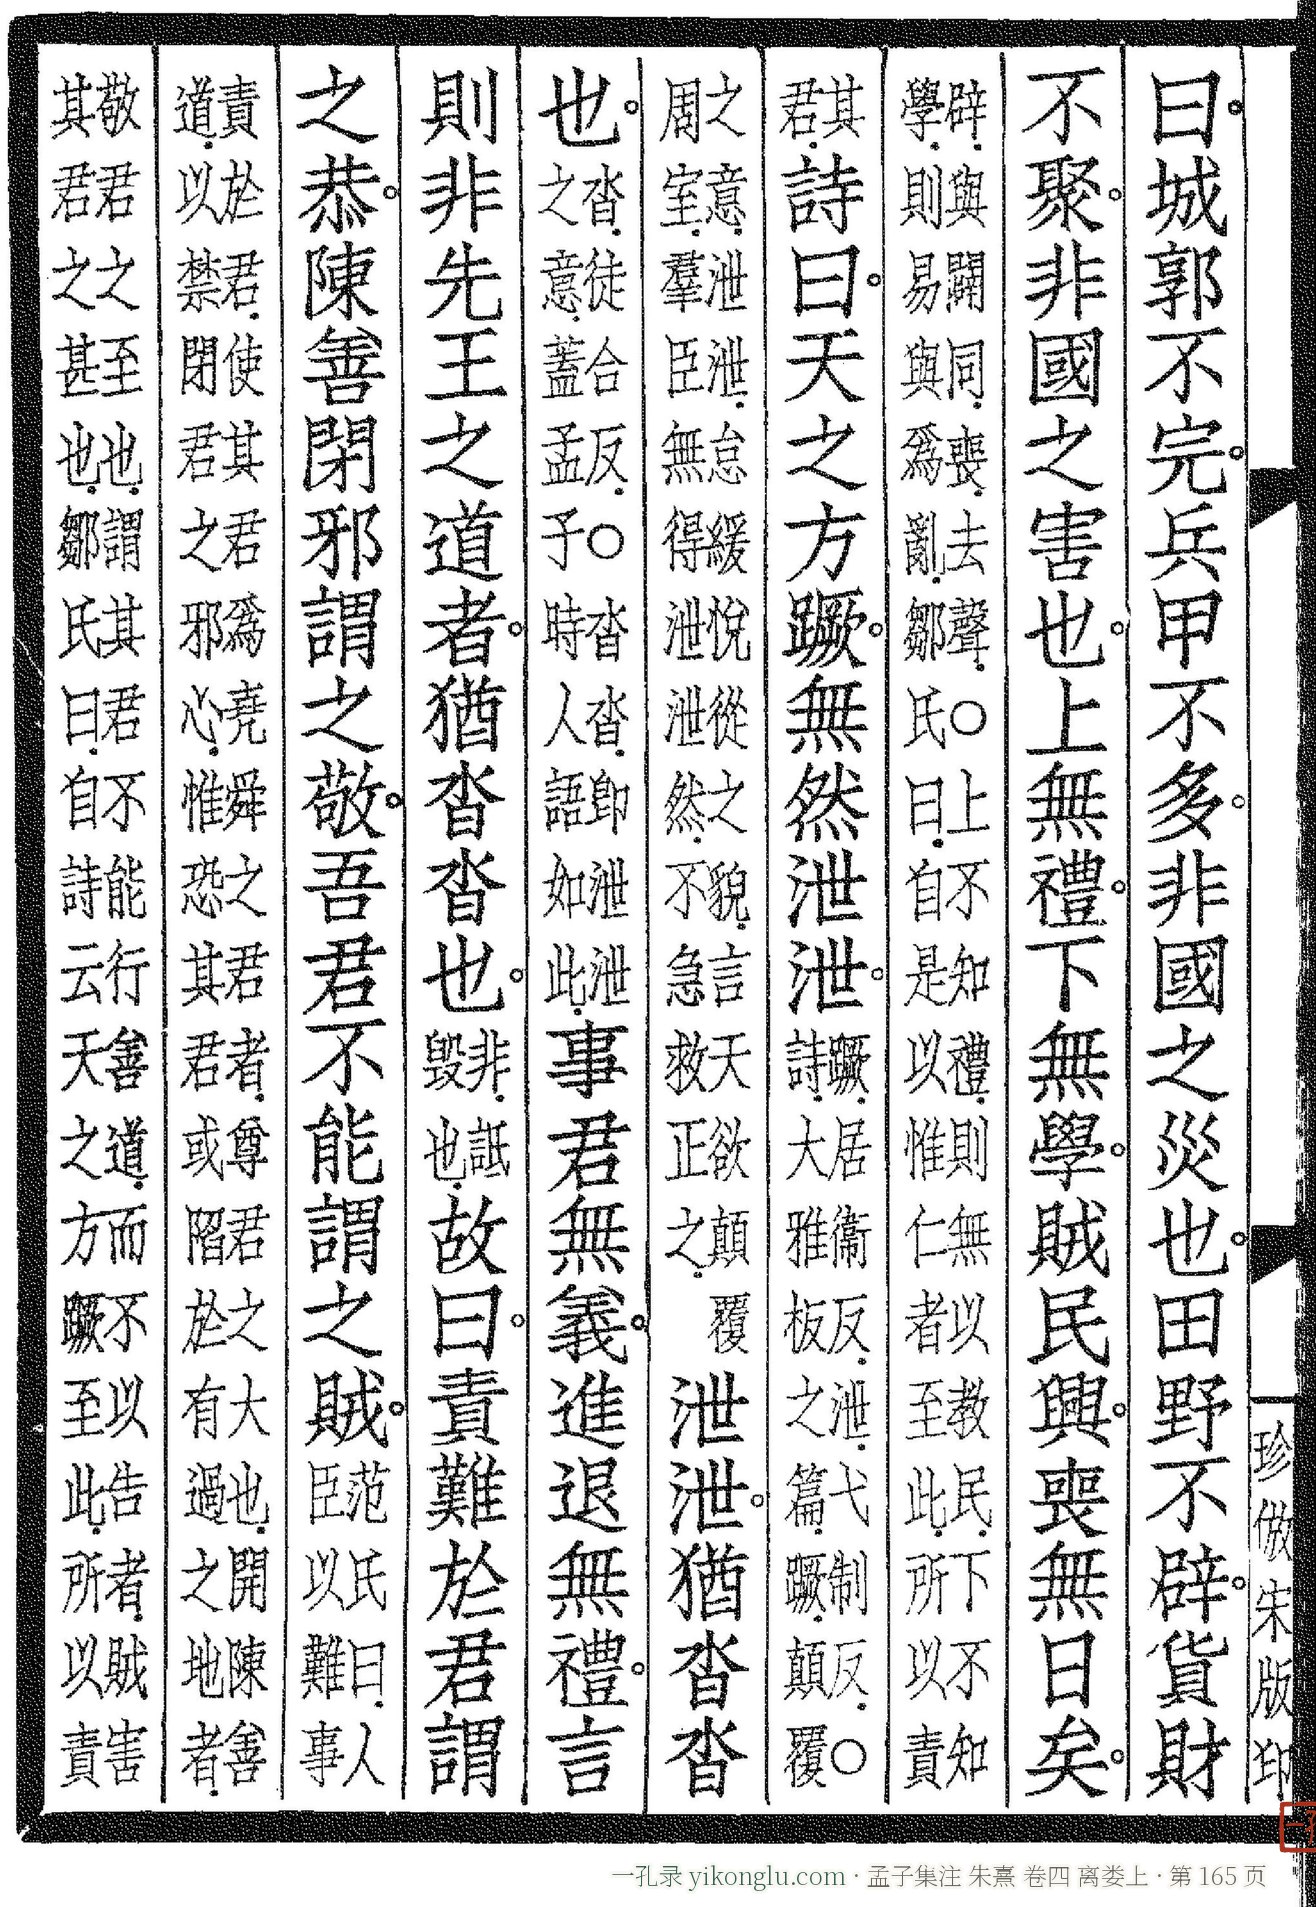 珍倣宋版印
曰。城郭不完。兵甲不多。非國之災也。田野不辟。貨財
不聚。非國之害也。上無禮。下無學。賊民興。喪無日矣。
辟.與闢同.喪.去聲.○上不知禮.則無以教民.下不知
學.則易與爲亂.鄒氏曰.自是以惟仁者至此.所以責
其
君.
詩曰。天之方蹶。無然泄泄。
蹶.居衞反.泄.弋制反.○
詩.大雅板之篇.蹶.顛覆
之意.泄泄.怠緩悅從之貌.言天欲顛覆
周室.羣臣無得泄泄然.不急救正之.
泄泄。猶沓沓
也。
沓.徒合反.○沓沓.卽泄泄
之意.蓋孟子時人語如此.
事君無義。進退無禮。言
則非先王之道者。猶沓沓也。
非.詆
毀也.
故曰。責難於君謂
之恭。陳善閉邪謂之敬。吾君不能謂之賊。
范氏曰.人
臣以難事
責於君.使其君爲堯舜之君者.尊君之大也.開陳善
道.以禁閉君之邪心.惟恐其君或陷於有過之地者.
敬君之至也.謂其君不能行善道.而不以告者.賊害
其君之甚也.鄒氏曰.自詩云天之方蹶至此.所以責
一孔录 yikonglu.com · 孟子集注 朱熹 卷四 离娄上 · 第 165 页